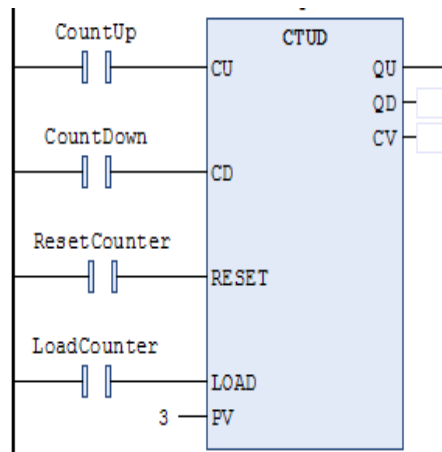 CountUp
CTUD
CU
QU
QD
CountDown
CV
CD
ResetCounter
RESET
LoadCounter
LOAD
3
PV